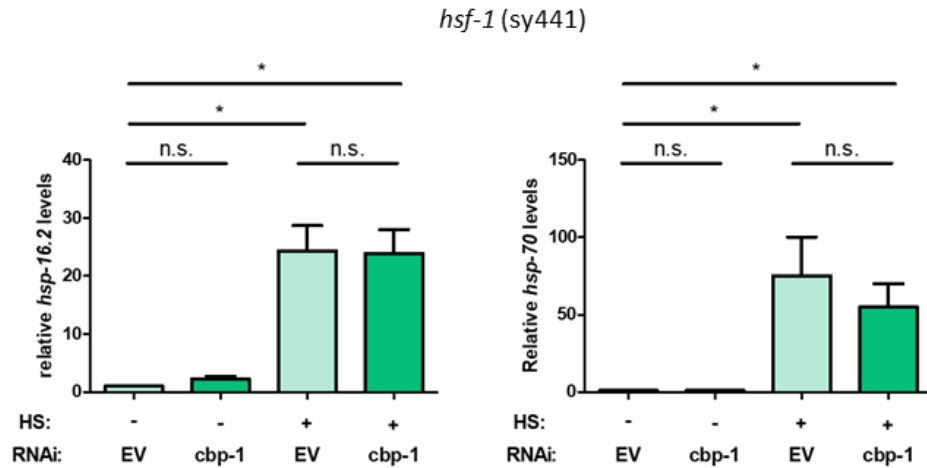 hsf-1 (sy441)
*
*
n.s.
n.s.
relative hsp-16.2 levels
40
30
20
10
0
HS: - - + +
RNAi: EV cbp-1 EV cbp-1
*
*
n.s.
n.s.
Relative hsp-70 levels
150
100
50
0
HS: - - + +
RNAi: EV cbp-1 EV cbp-1